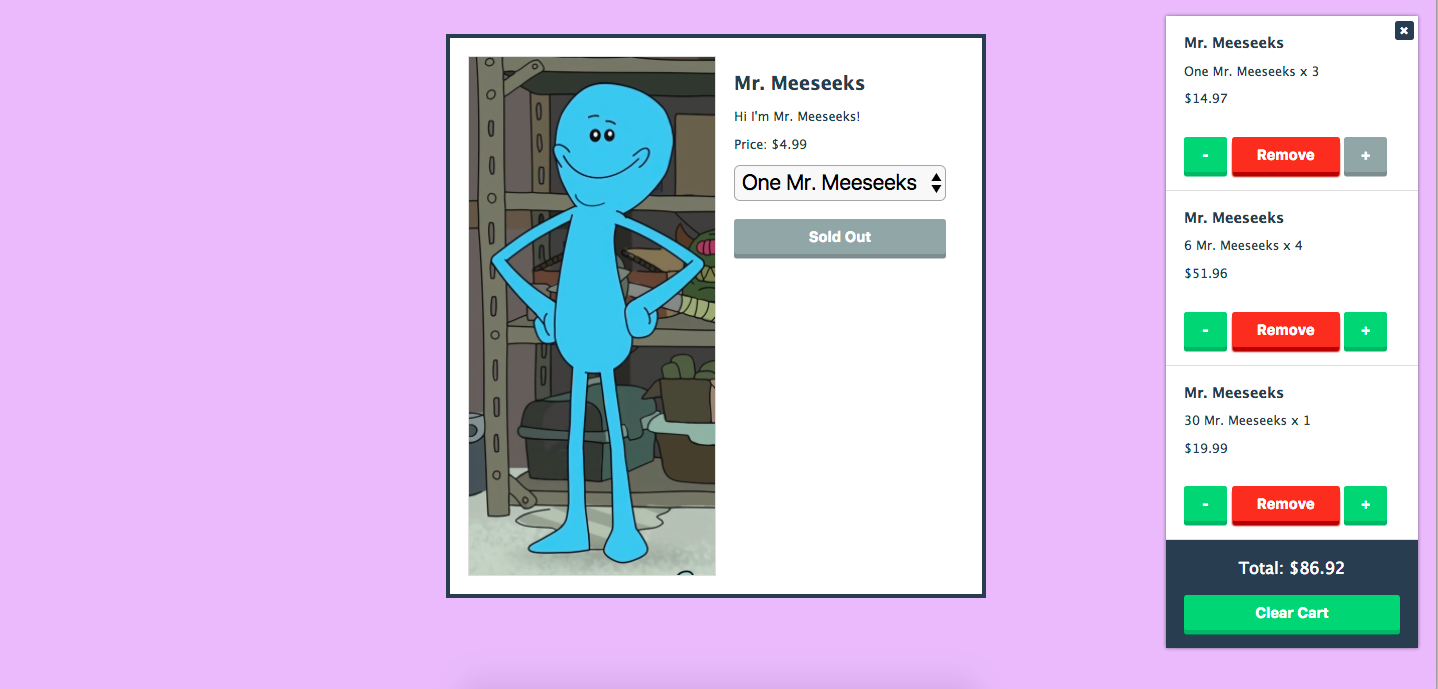 Mr. Meeseeks
Hi I'm Mr. Meeseeks!
Price: $4.99
One Mr. Meeseeks
Sold Out
Mr. Meeseeks
One Mr. Meeseeks x 3
$14.97
- Remove +
Mr. Meeseeks
6 Mr. Meeseeks x 4
$51.96
- Remove +
Mr. Meeseeks
30 Mr. Meeseeks x 1
$19.99
- Remove +
Total: $86.92
Clear Cart